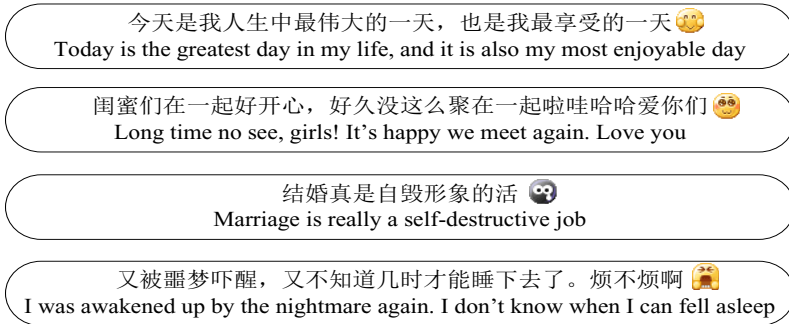 今天是我人生中最伟大的一天，也是我最享受的一天
Today is the greatest day in my life, and it is also my most enjoyable day
闺蜜们在一起好开心，好久没这么聚在一起啦哇哈哈爱你们
Long time no see, girls! It's happy we meet again. Love you
结婚真是自毁形象的活
Marriage is really a self-destructive job
又被噩梦吓醒，又不知道几时才能睡下去了。烦不烦啊
I was awakened up by the nightmare again. I don't know when I can fell asleep